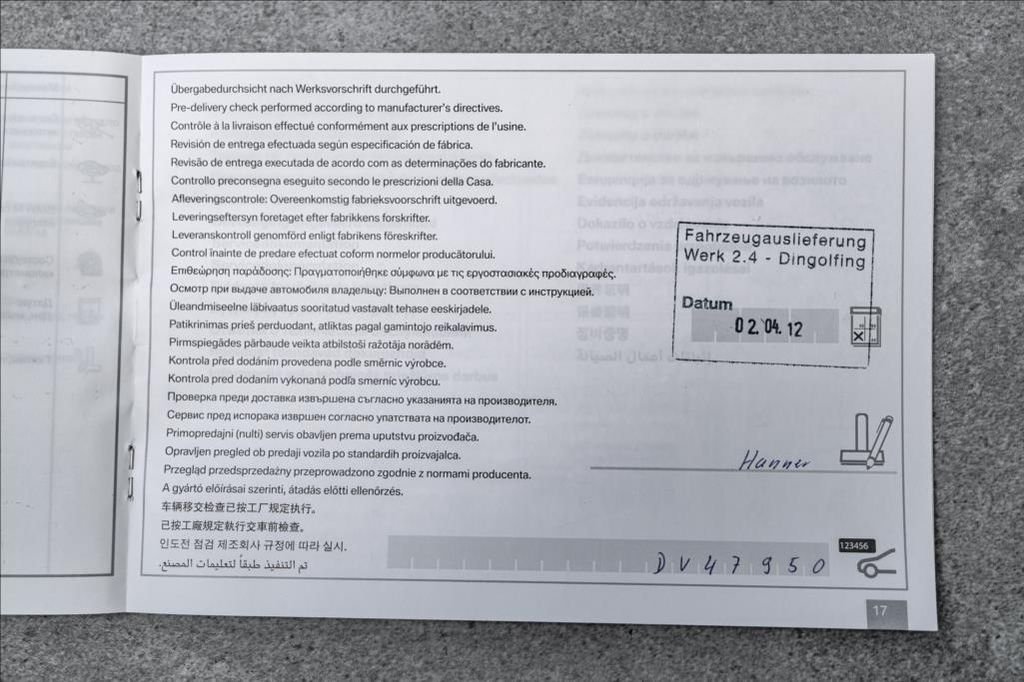 Übergabedurchsicht nach Werksvorschrift durchgeführt.
Pre-delivery check performed according to manufacturer's directives.
Contrôle à la livraison effectué conformément aux prescriptions de l'usine.
Revisión de entrega efectuada según especificación de fábrica.
Revisão de entrega executada de acordo com as determinações do fabricante.
Controllo preconsegna eseguito secondo le prescrizioni della Casa.
Afleveringscontrole: Overeenkomstig fabrieksvoorschrift uitgevoerd.
Leveringseftersyn foretaget efter fabrikkens forskrifter.
Leveranskontroll genomförd enligt fabrikens föreskrifter.
Control înainte de predare efectuat coform normelor producătorului.
Επιθεώρηση παράδοσης: Πραγματοποιήθηκε σύμφωνα με τις εργοστασιακές προδιαγραφές.
Осмотр при выдаче автомобиля владельцу: Выполнен в соответствии с инструкцией.
Üleandmiseelne läbivaatus sooritatud vastavalt tehase eeskirjadele.
Patikrinimas prieš perduodant, atliktas pagal gamintojo reikalavimus.
Pirmspiegādes pārbaude veikta atbilstoši ražotāja norādēm.
Kontrola před dodáním provedena podle směrnic výrobce.
Kontrola pred dodaním vykonaná podľa smerníc výrobcu.
Проверка преди доставка извършена съгласно указанията на производителя.
Сервис пред испорака извршен согласно упатствата на производителот.
Primopredajni (nulti) servis obavljen prema uputstvu proizvođača.
Opravljen pregled ob predaji vozila po standardih proizvajalca.
Przegląd przedsprzedażny przeprowadzono zgodnie z normami producenta.
A gyártó előírásai szerinti, átadás előtti ellenőrzés.
车辆移交检查已按工厂规定执行。
已按工廠規定執行交車前檢查。
인도전 점검 제조회사 규정에 따라 실시.
تم التنفيذ طبقاً لتعليمات المصنع.
Fahrzeugauslieferung
Werk 2.4 - Dingolfing
Datum
02. 04. 12
Hanner
123456
DV47950
17